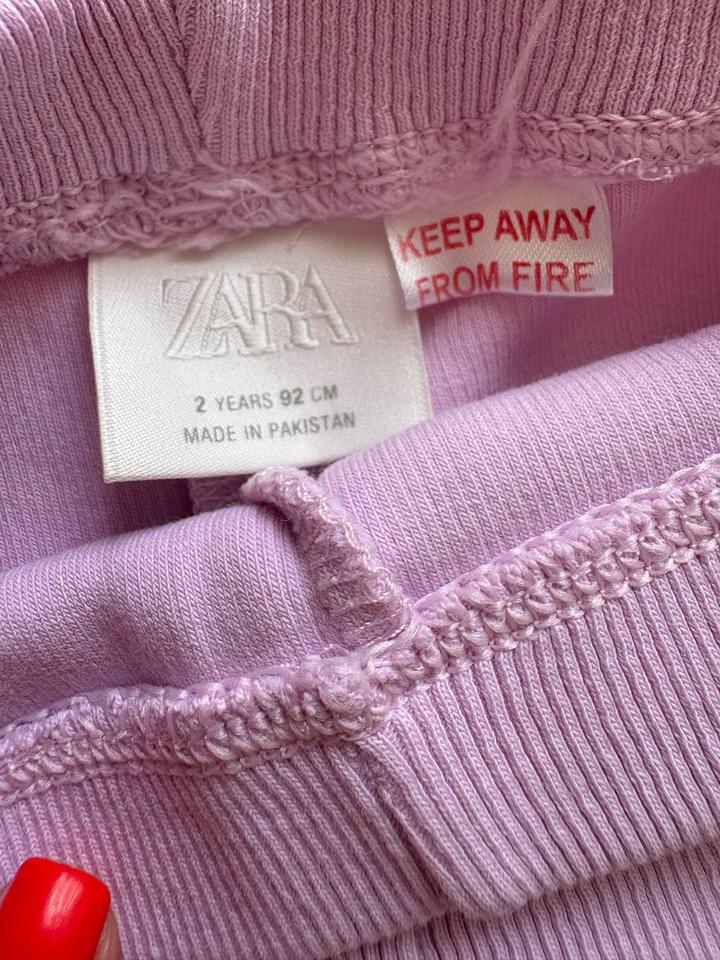 KEEP AWAY
FROM FIRE
ZARA
2 YEARS 92 CM
MADE IN PAKISTAN